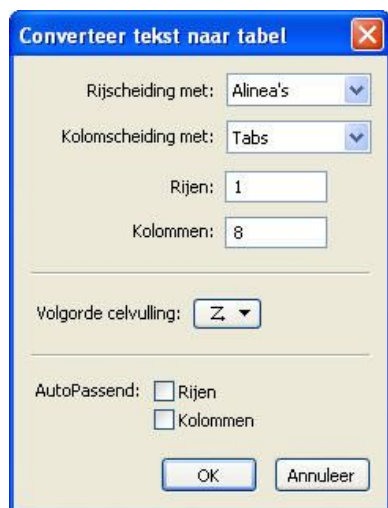 Converteer tekst naar tabel
Rijscheiding met: Alinea's
Kolomscheiding met: Tabs
Rijen: 1
Kolommen: 8
Volgorde celvulling:
AutoPassend: Rijen
Kolommen
OK Annuleer